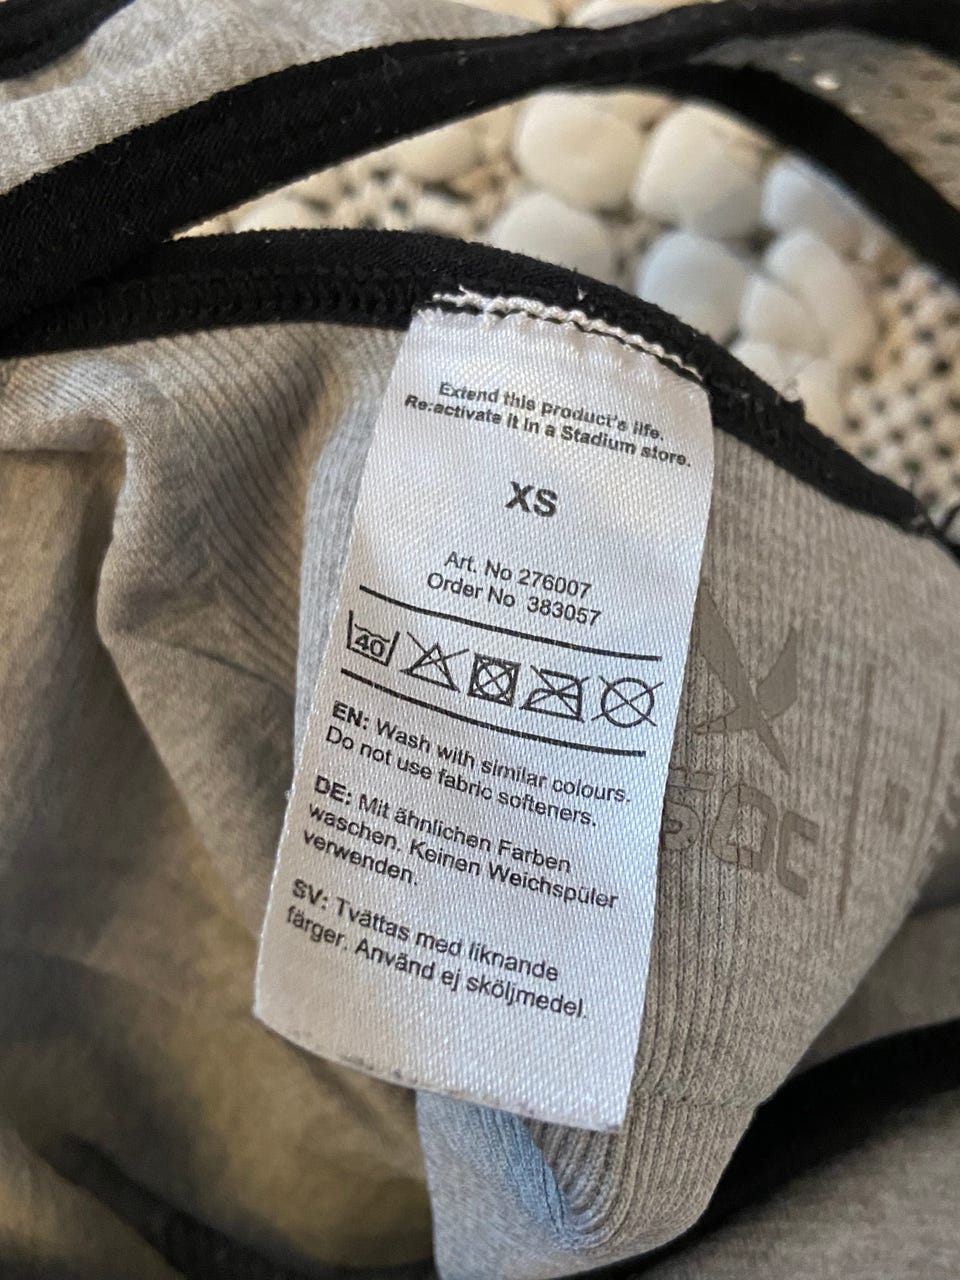 Extend this product's life.
Re:activate it in a Stadium store.
XS
Art. No 276007
Order No 383057
40
EN: Wash with similar colours.
Do not use fabric softeners.
DE: Mit ähnlichen Farben
waschen. Keinen Weichspüler
verwenden.
SV: Tvättas med liknande
färger. Använd ej sköljmedel.